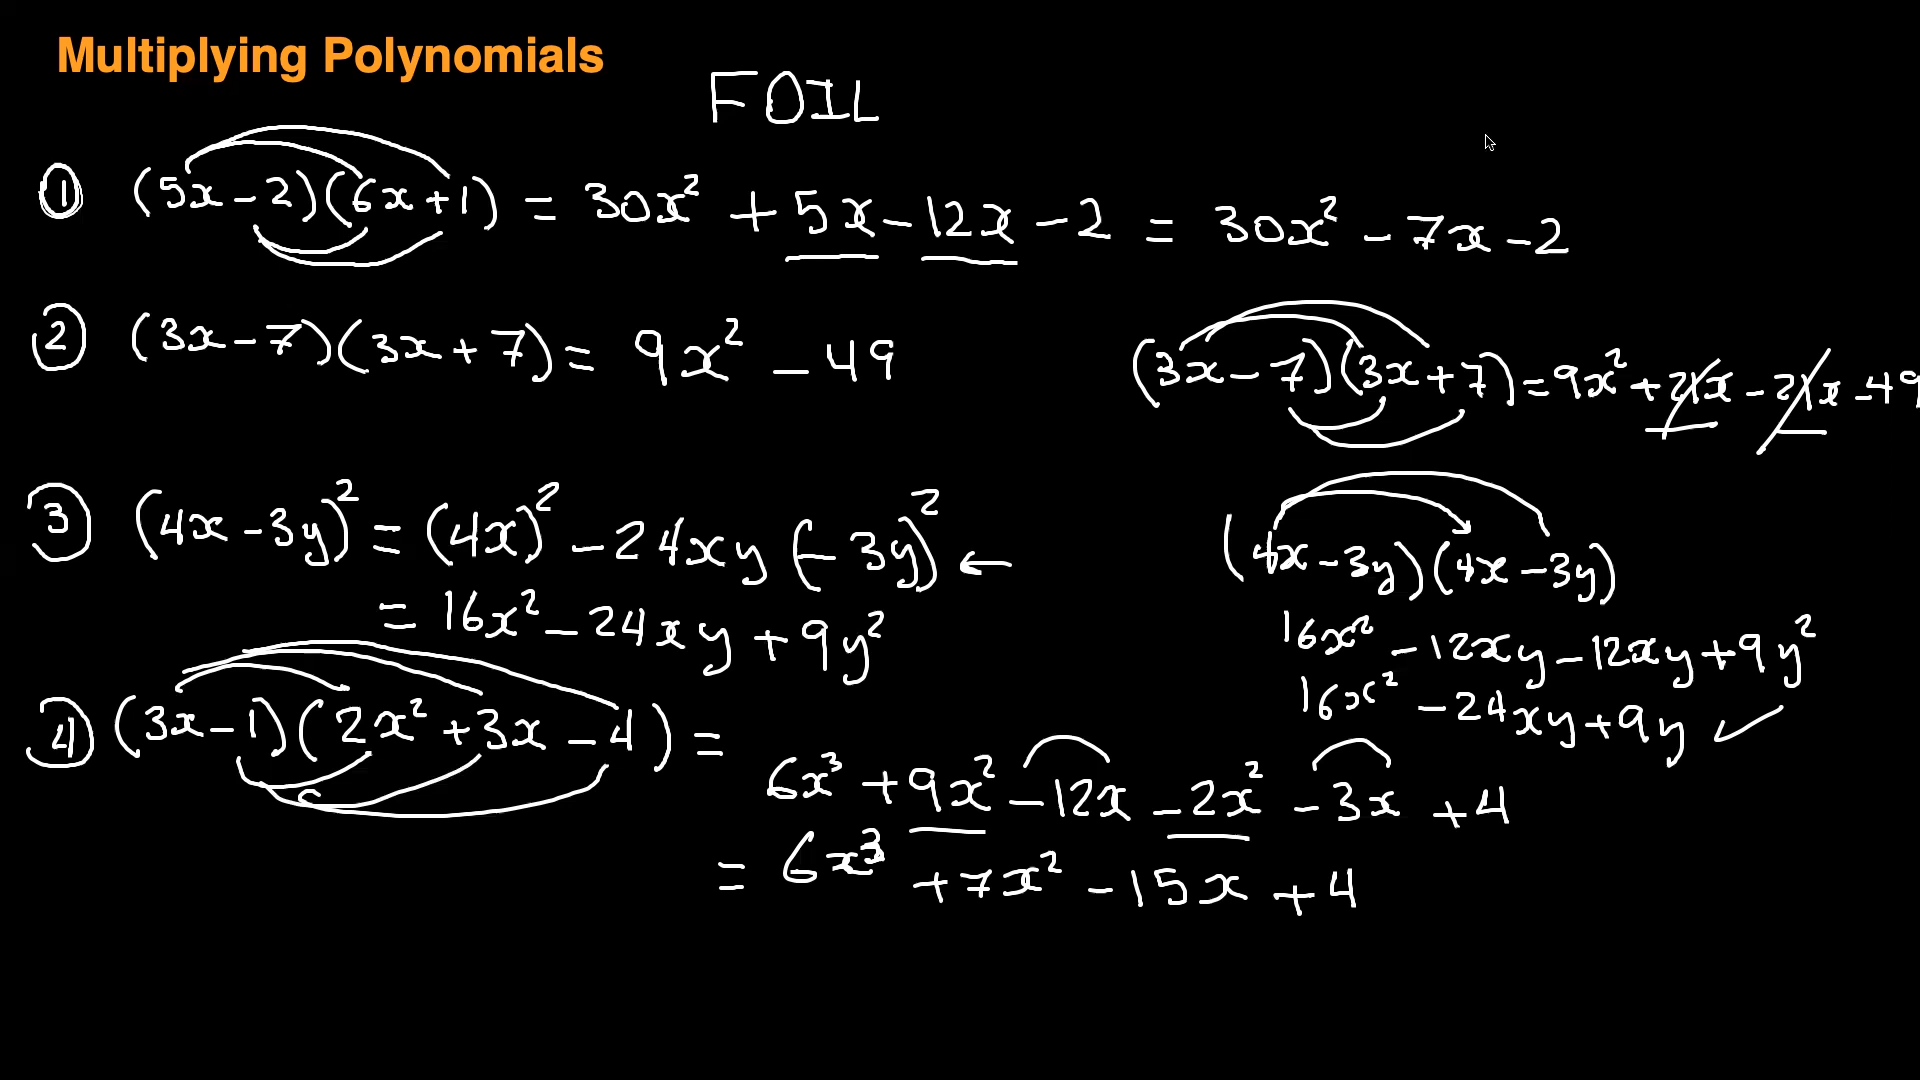 Multiplying Polynomials
FOIL
① (5x - 2)(6x + 1) = 30x² + 5x - 12x - 2 = 30x² - 7x - 2
② (3x - 7)(3x + 7) = 9x² - 49
(3x - 7)(3x + 7) = 9x² + 21x - 21x - 49
③ (4x - 3y)² = (4x)² - 24xy (-3y)² ←
= 16x² - 24xy + 9y²
(4x - 3y)(4x - 3y)
16x² - 12xy - 12xy + 9y²
16x² - 24xy + 9y ✓
④ (3x - 1)(2x² + 3x - 4) =
6x³ + 9x² - 12x - 2x² - 3x + 4
= 6x³ + 7x² - 15x + 4